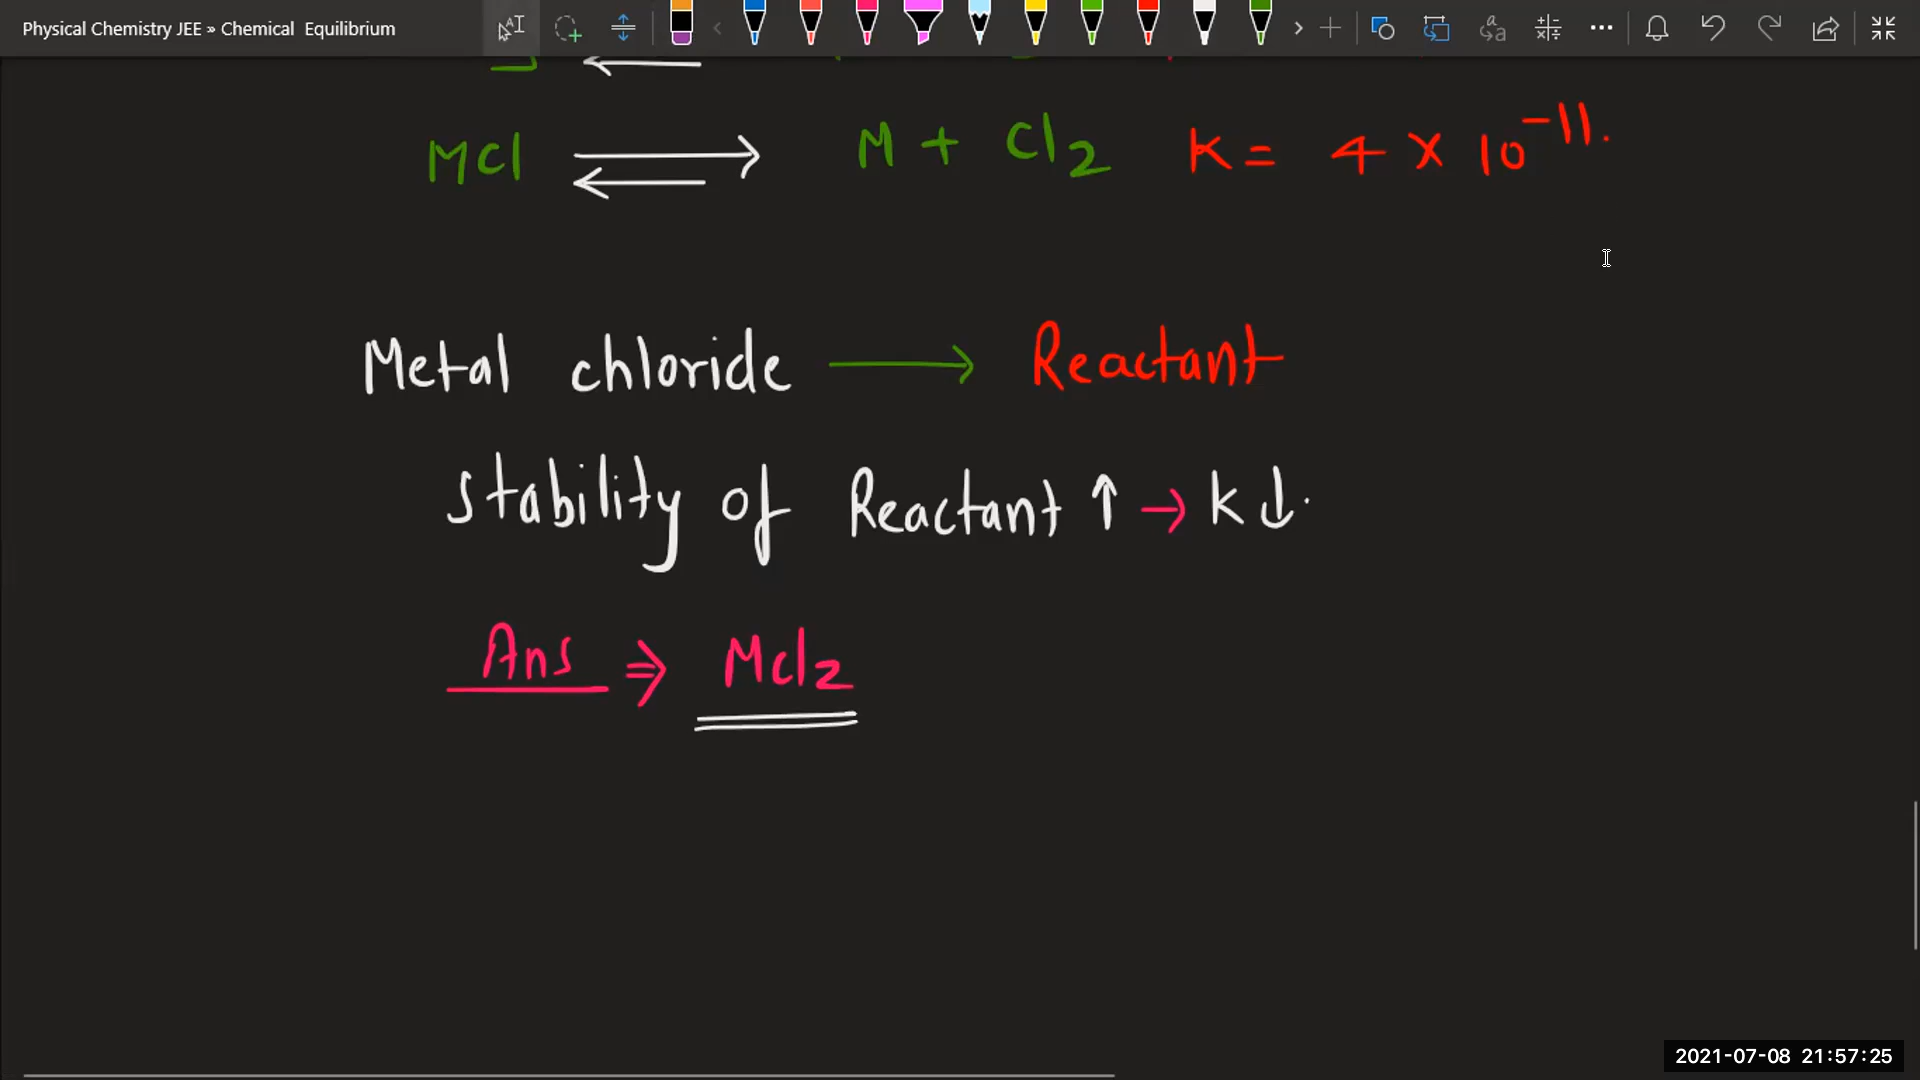 Physical Chemistry JEE » Chemical Equilibrium
MCl ⇌ M + Cl2 K = 4 × 10^-11.
Metal chloride → Reactant
Stability of Reactant ↑ → K ↓.
Ans ⇒ MCl2
2021-07-08 21:57:25